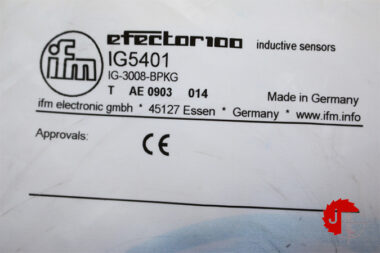 efector100 inductive sensors
ifm
IG5401
IG-3008-BPKG
T AE 0903 014
Made in Germany
ifm electronic gmbh * 45127 Essen * Germany * www.ifm.info
Approvals:
CE
J